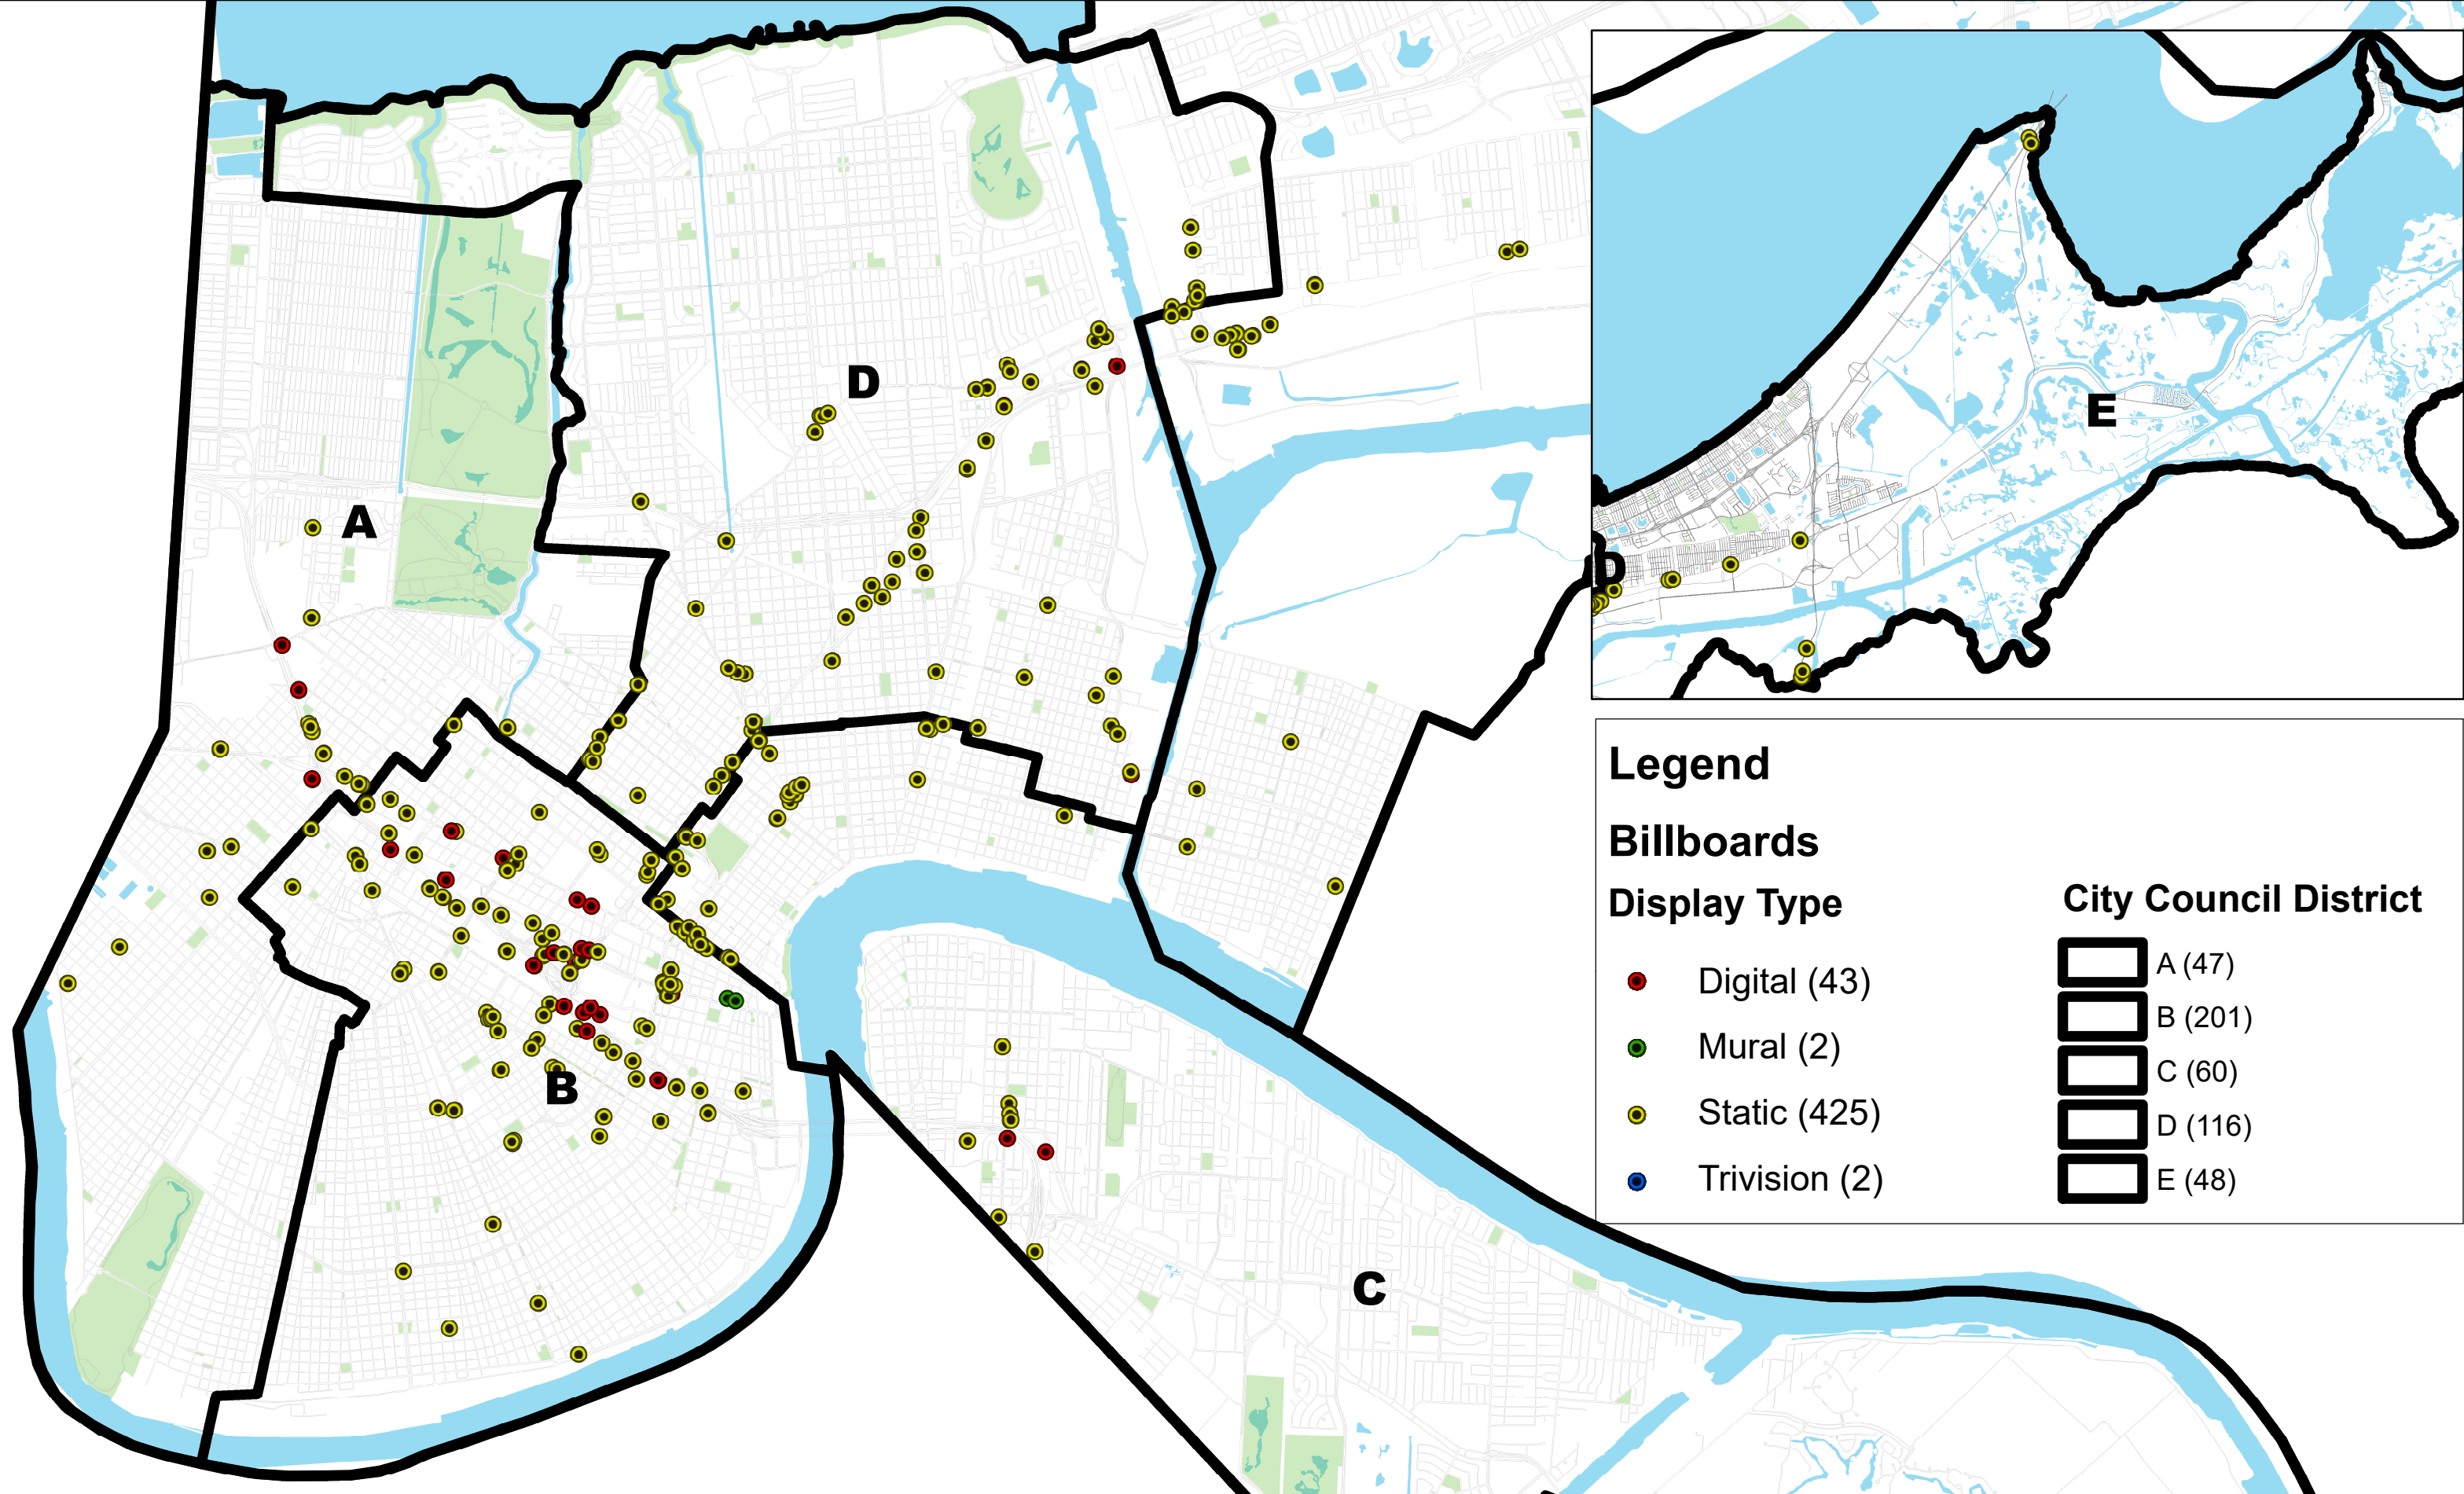 D
A
B
C
E
D
Legend
Billboards
Display Type
Digital (43)
Mural (2)
Static (425)
Trivision (2)
City Council District
A (47)
B (201)
C (60)
D (116)
E (48)